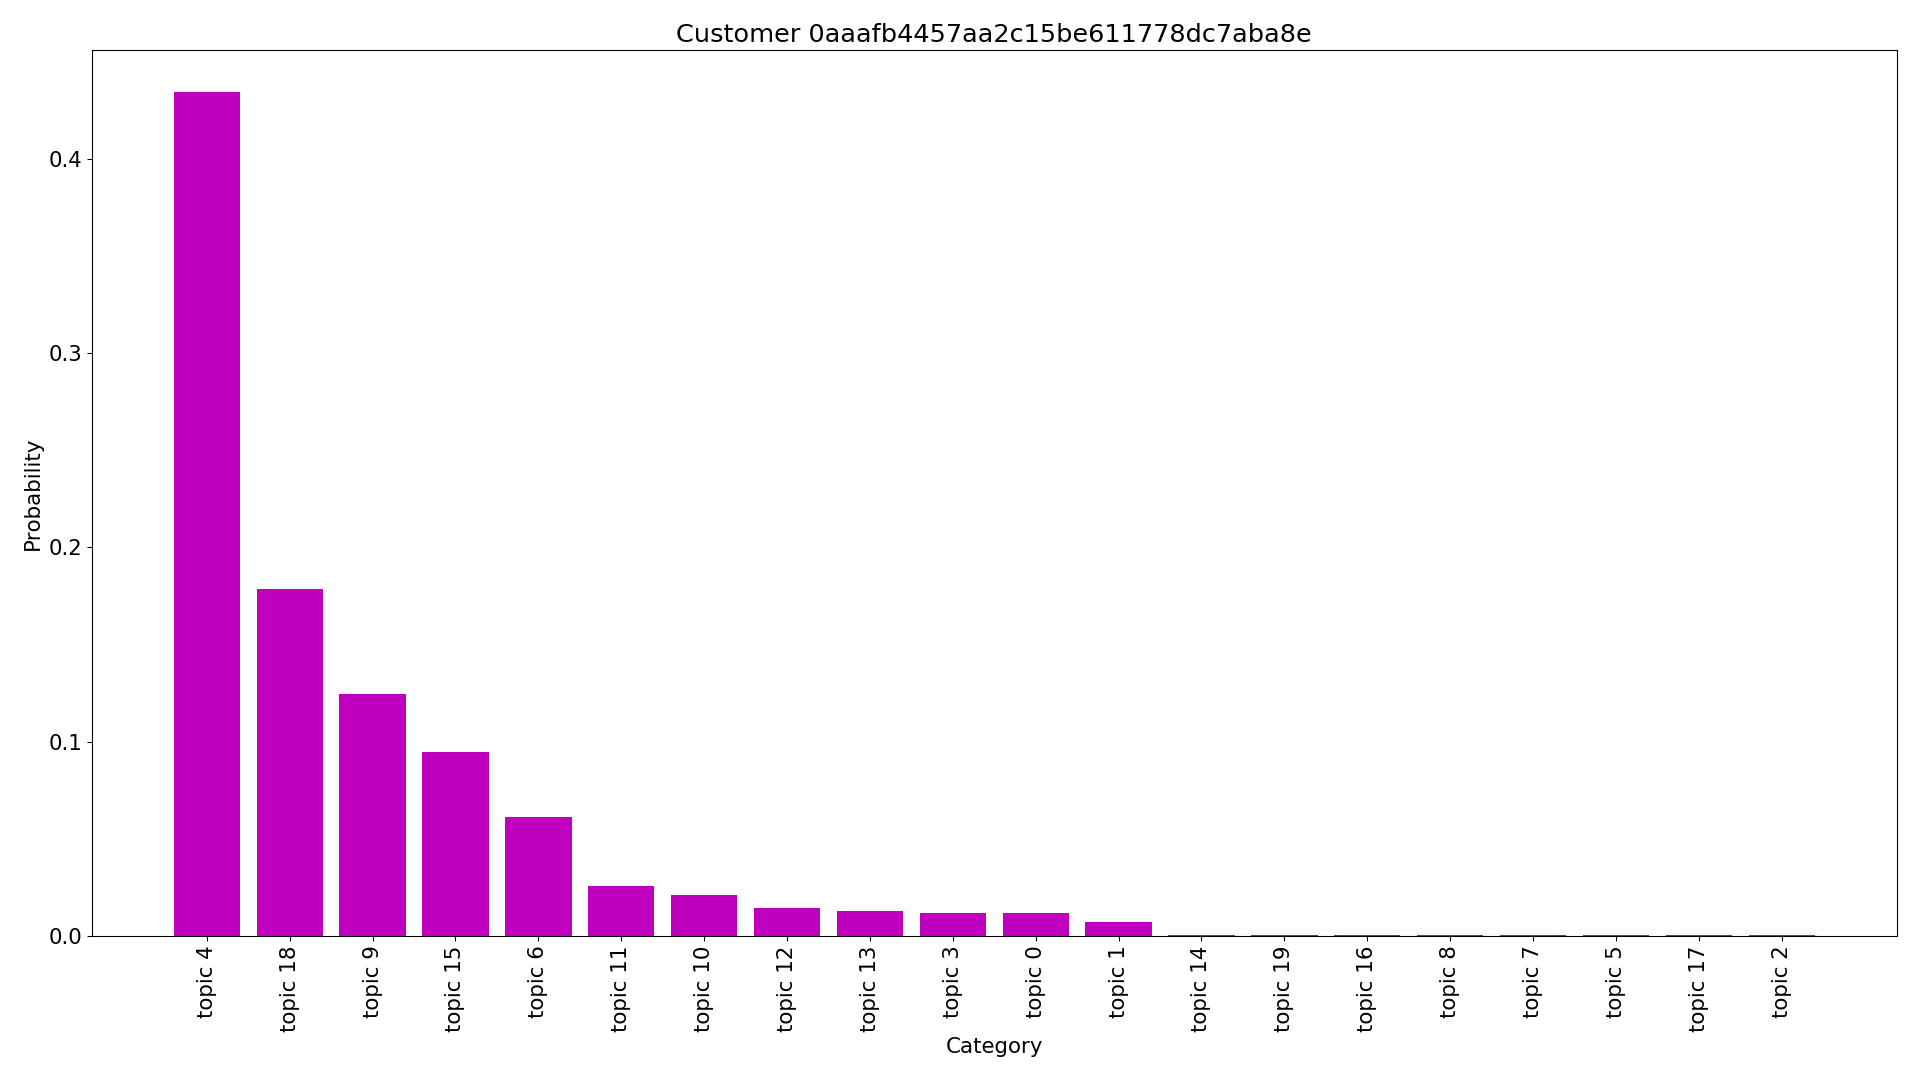 Customer 0aaafb4457aa2c15be611778dc7aba8e
Probability
0.4
0.3
0.2
0.1
0.0
topic 4
topic 18
topic 9
topic 15
topic 6
topic 11
topic 10
topic 12
topic 13
topic 3
topic 0
topic 1
topic 14
topic 19
topic 16
topic 8
topic 7
topic 5
topic 17
topic 2
Category